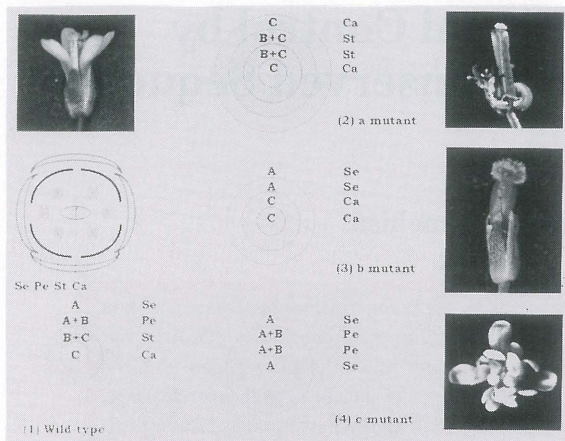 C Ca
B+C St
B+C St
C Ca
(2) a mutant
A Se
A Se
C Ca
C Ca
(3) b mutant
Se Pe St Ca
A Se
A+B Pe
B+C St
C Ca
(1) Wild type
A Se
A+B Pe
A+B Pe
A Se
(4) c mutant